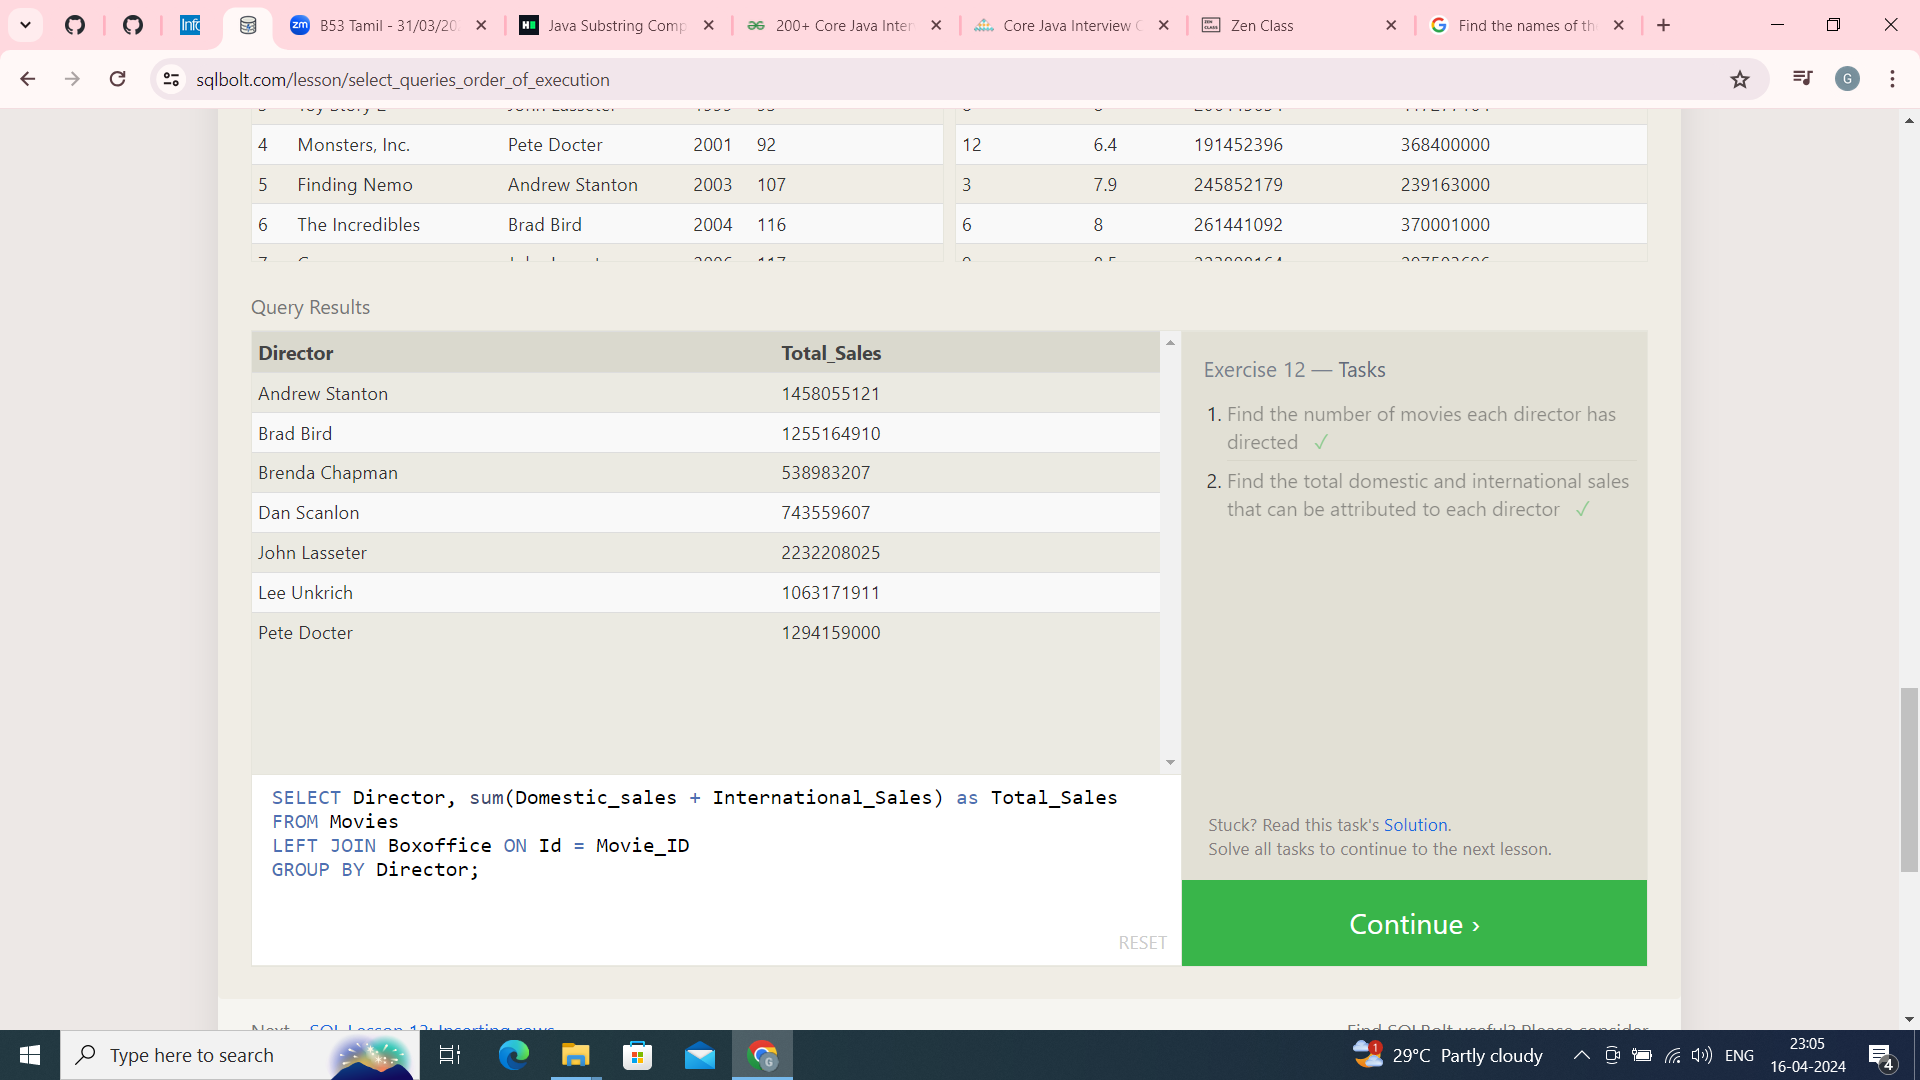 B53 Tamil - 31/03/20
Java Substring Comp
200+ Core Java Inter
Core Java Interview
Zen Class
Find the names of th
sqlbolt.com/lesson/select_queries_order_of_execution
G
4 Monsters, Inc. Pete Docter 2001 92
12 6.4 191452396 368400000
5 Finding Nemo Andrew Stanton 2003 107
3 7.9 245852179 239163000
6 The Incredibles Brad Bird 2004 116
6 8 261441092 370001000
Query Results
Director Total_Sales
Andrew Stanton 1458055121
Brad Bird 1255164910
Brenda Chapman 538983207
Dan Scanlon 743559607
John Lasseter 2232208025
Lee Unkrich 1063171911
Pete Docter 1294159000
Exercise 12 — Tasks
1. Find the number of movies each director has
directed ✓
2. Find the total domestic and international sales
that can be attributed to each director ✓
SELECT Director, sum(Domestic_sales + International_Sales) as Total_Sales
FROM Movies
LEFT JOIN Boxoffice ON Id = Movie_ID
GROUP BY Director;
RESET
Stuck? Read this task's Solution.
Solve all tasks to continue to the next lesson.
Continue ›
Find SQLBolt useful? Please consider
Type here to search
29°C Partly cloudy
ENG
23:05
16-04-2024
4